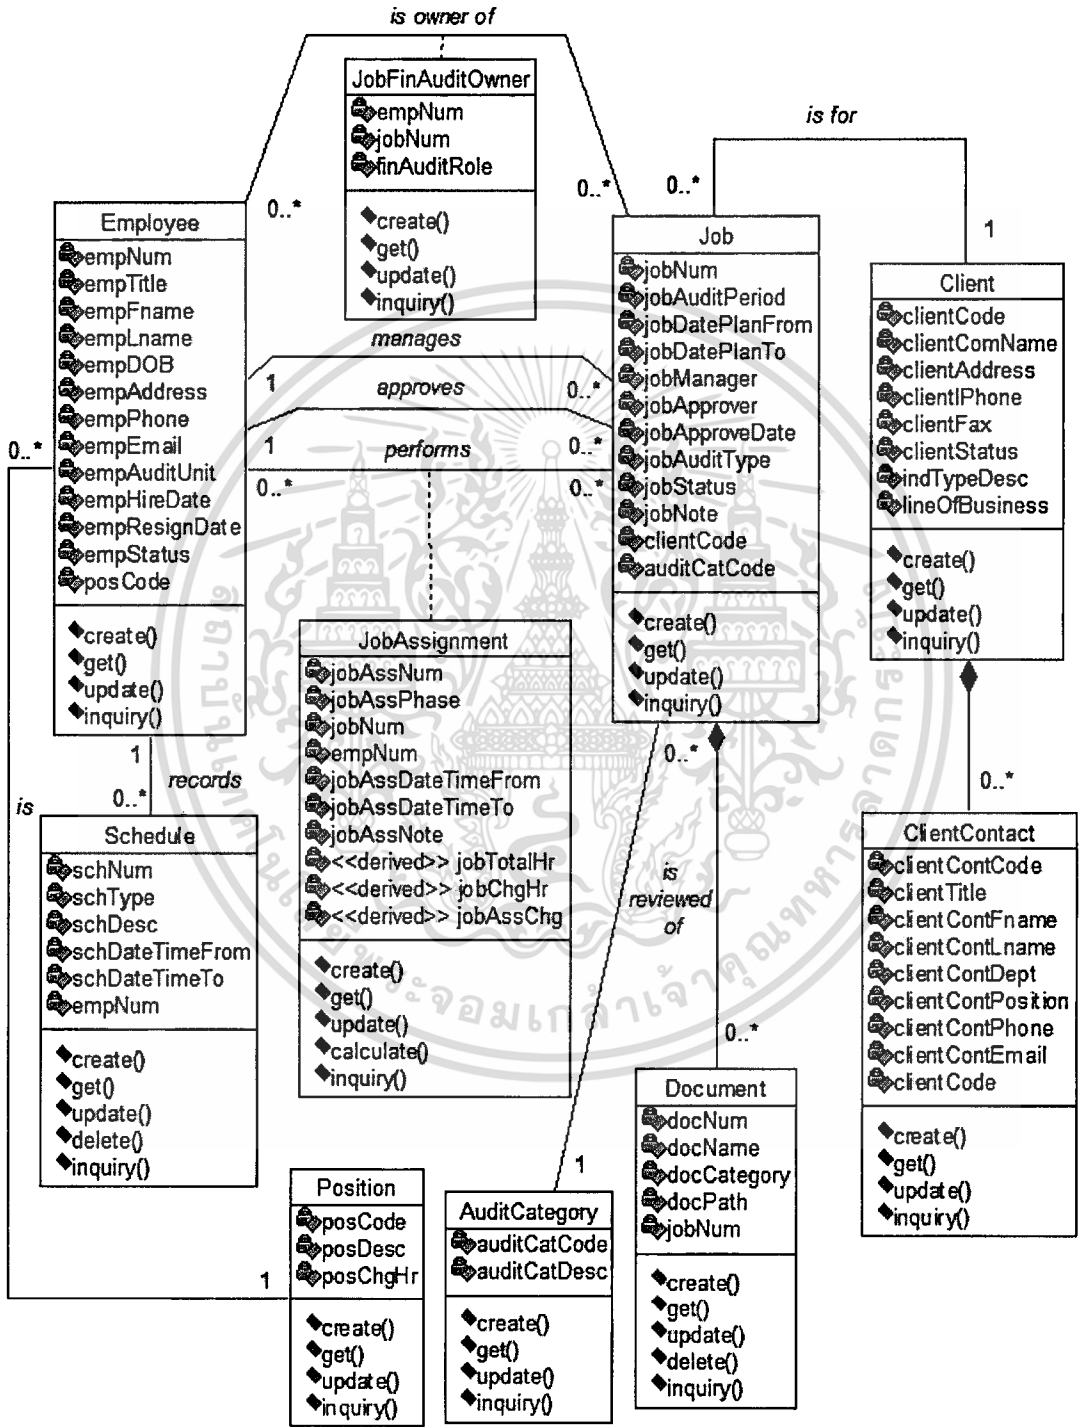 is owner of
JobFinAuditOwner
empNum
jobNum
finAuditRole
create()
get()
update()
inquiry()
0..*
0..*
is for
0..*
1
Employee
empNum
empTitle
empFname
empLname
empDOB
empAddress
empPhone
empEmail
empAuditUnit
empHireDate
empResignDate
empStatus
posCode
create()
get()
update()
inquiry()
manages
1
0..*
approves
1
0..*
performs
0..*
0..*
Job
jobNum
jobAuditPeriod
jobDatePlanFrom
jobDatePlanTo
jobManager
jobApprover
jobApproveDate
jobAuditType
jobStatus
jobNote
clientCode
auditCatCode
create()
get()
update()
inquiry()
Client
clientCode
clientComName
clientAddress
clientIPhone
clientFax
clientStatus
indTypeDesc
lineOfBusiness
create()
get()
update()
inquiry()
0..*
is
1
records
0..*
JobAssignment
jobAssNum
jobAssPhase
jobNum
empNum
jobAssDateTimeFrom
jobAssDateTimeTo
jobAssNote
<<derived>> jobTotalHr
<<derived>> jobChgHr
<<derived>> jobAssChg
create()
get()
update()
calculate()
inquiry()
0..*
is
reviewed
of
1
0..*
0..*
Schedule
schNum
schType
schDesc
schDateTimeFrom
schDateTimeTo
empNum
create()
get()
update()
delete()
inquiry()
ClientContact
clientContCode
clientTitle
clientContFname
clientContLname
clientContDept
clientContPosition
clientContPhone
clientContEmail
clientCode
create()
get()
update()
inquiry()
1
Position
posCode
posDesc
posChgHr
create()
get()
update()
inquiry()
AuditCategory
auditCatCode
auditCatDesc
create()
get()
update()
inquiry()
Document
docNum
docName
docCategory
docPath
jobNum
create()
get()
update()
delete()
inquiry()